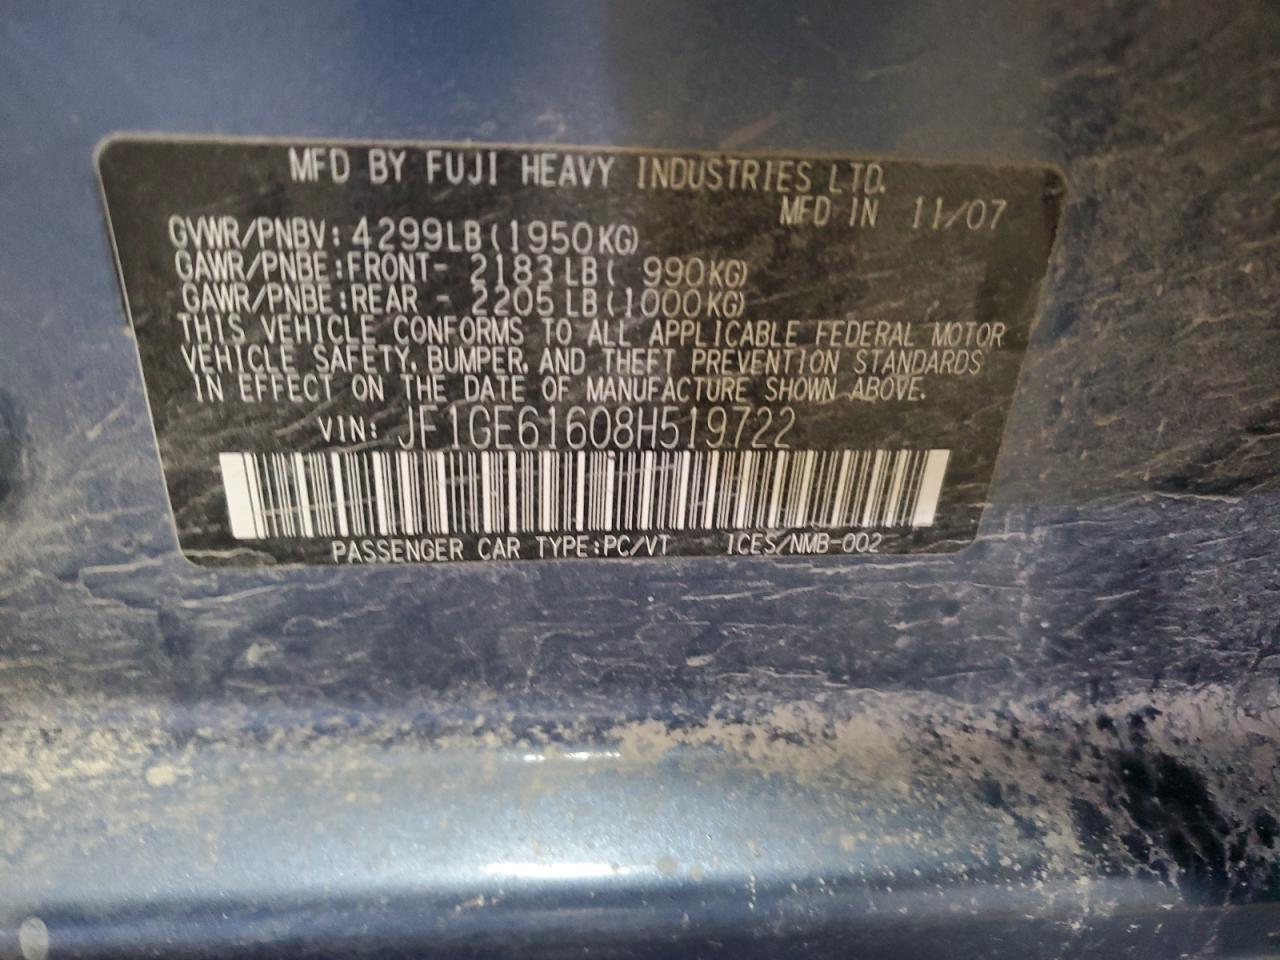 MFD BY FUJI HEAVY INDUSTRIES LTD.
MFD IN 11/07
GVWR/PNBV: 4299LB (1950KG)
GAWR/PNBE:FRONT- 2183LB( 990KG)
GAWR/PNBE:REAR - 2205LB(1000KG)
THIS VEHICLE CONFORMS TO ALL APPLICABLE FEDERAL MOTOR
VEHICLE SAFETY, BUMPER, AND THEFT PREVENTION STANDARDS
IN EFFECT ON THE DATE OF MANUFACTURE SHOWN ABOVE.
VIN: JF1GE61608H519722
PASSENGER CAR TYPE:PC/VT ICES/NMB-002